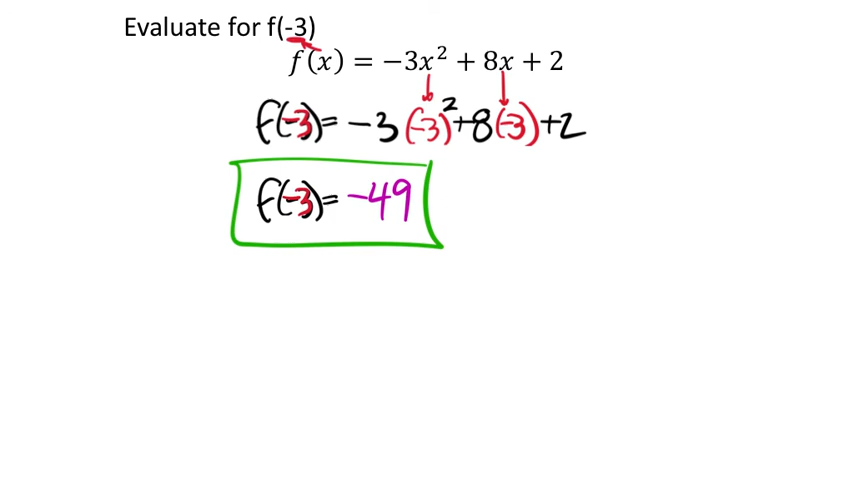 Evaluate for f(-3)
f(x) = −3x² + 8x + 2
f(-3) = -3(-3)²+8(-3)+2
f(-3) = -49